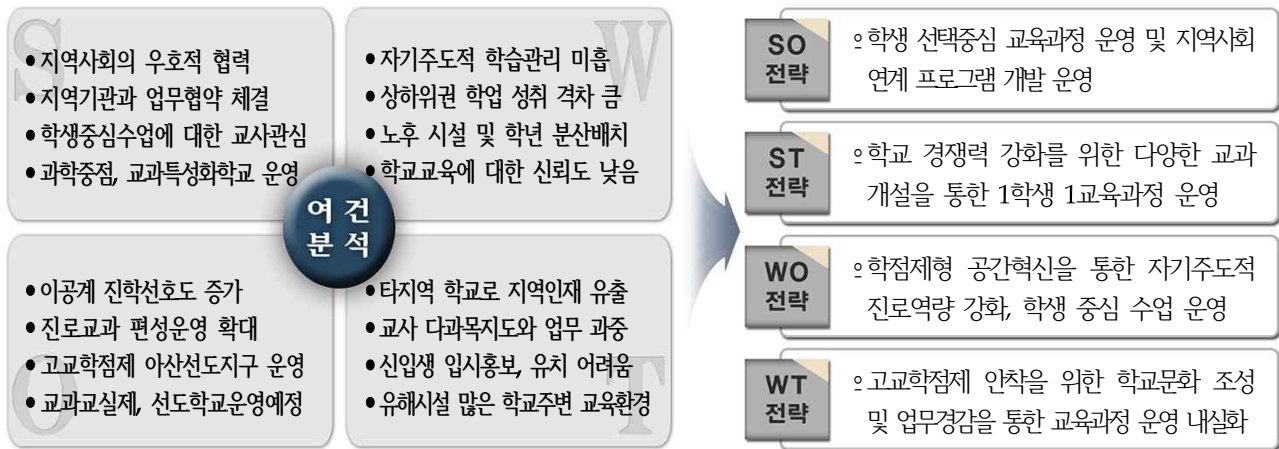 S
• 지역사회의 우호적 협력
• 지역기관과 업무협약 체결
• 학생중심수업에 대한 교사관심
• 과학중점, 교과특성화학교 운영
W
• 자기주도적 학습관리 미흡
• 상하위권 학업 성취 격차 큼
• 노후 시설 및 학년 분산배치
• 학교교육에 대한 신뢰도 낮음
여 건
분 석
O
• 이공계 진학선호도 증가
• 진로교과 편성운영 확대
• 고교학점제 아산선도지구 운영
• 교과교실제, 선도학교운영예정
T
• 타지역 학교로 지역인재 유출
• 교사 다과목지도와 업무 과중
• 신입생 입시홍보, 유치 어려움
• 유해시설 많은 학교주변 교육환경
SO
전략
학생 선택중심 교육과정 운영 및 지역사회
연계 프로그램 개발 운영
ST
전략
학교 경쟁력 강화를 위한 다양한 교과
개설을 통한 1학생 1교육과정 운영
WO
전략
학점제형 공간혁신을 통한 자기주도적
진로역량 강화, 학생 중심 수업 운영
WT
전략
고교학점제 안착을 위한 학교문화 조성
및 업무경감을 통한 교육과정 운영 내실화